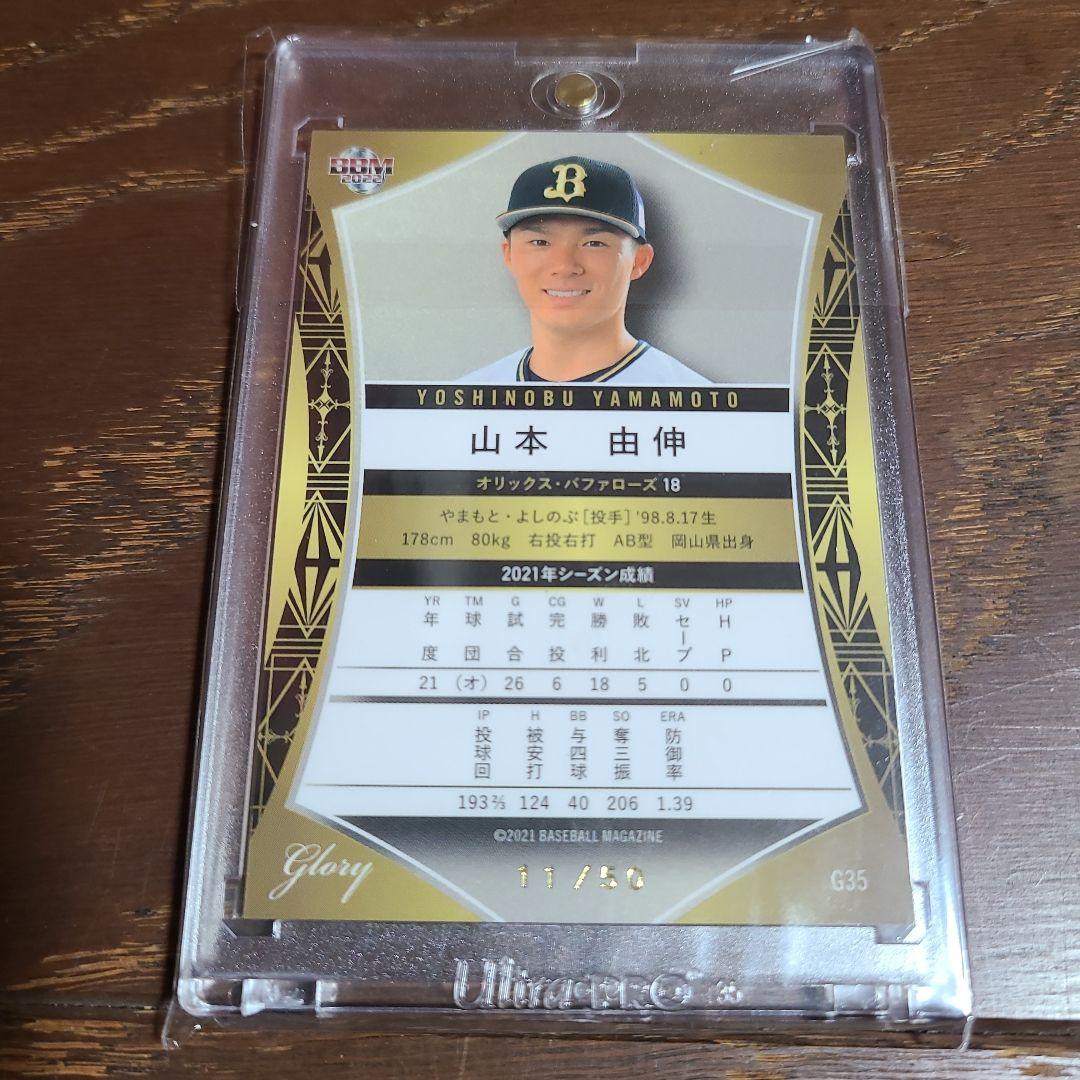 BBM
2022
B
YOSHINOBU YAMAMOTO
山本 由伸
オリックス・バファローズ 18
やまもと・よしのぶ［投手］'98.8.17生
178cm 80kg 右投右打 AB型 岡山県出身
2021年シーズン成績
YR TM G CG W L SV HP
年度 球団 試合 完投 勝利 敗北 セーブ HP
21 （オ） 26 6 18 5 0 0
IP H BB SO ERA
投球回 被安打 与四球 奪三振 防御率
193⅔ 124 40 206 1.39
©2021 BASEBALL MAGAZINE
Glory 11/50 G35
Ultra PRO 35